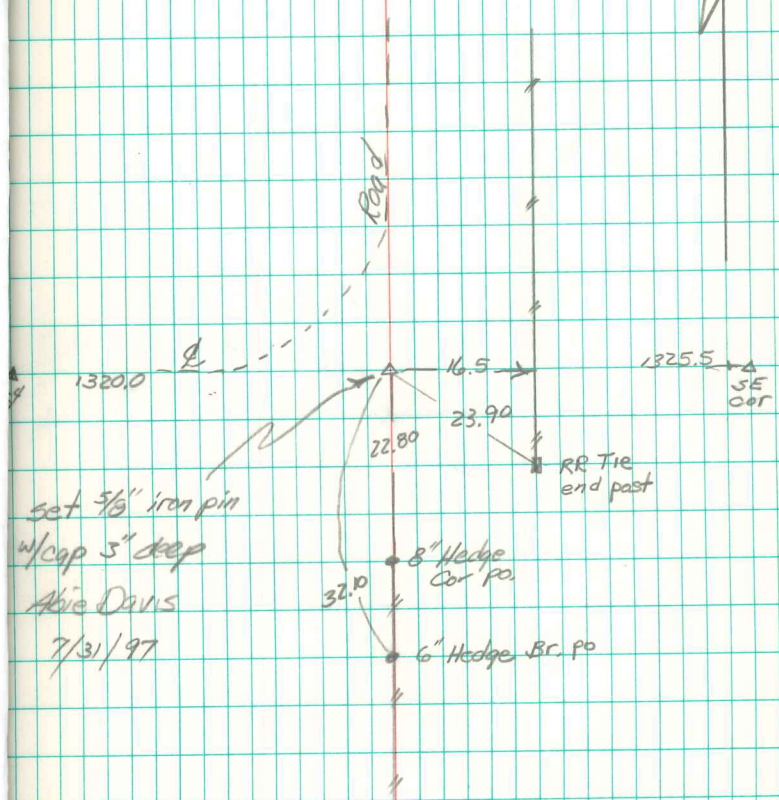 Road
℄
1320.0
16.5
1325.5
SE
Cor
23.90
22.80
RR Tie
end post
set 5/8" iron pin
w/cap 3" deep
Abie Davis
7/31/97
8" Hedge
Cor po.
32.10
6" Hedge Br. po